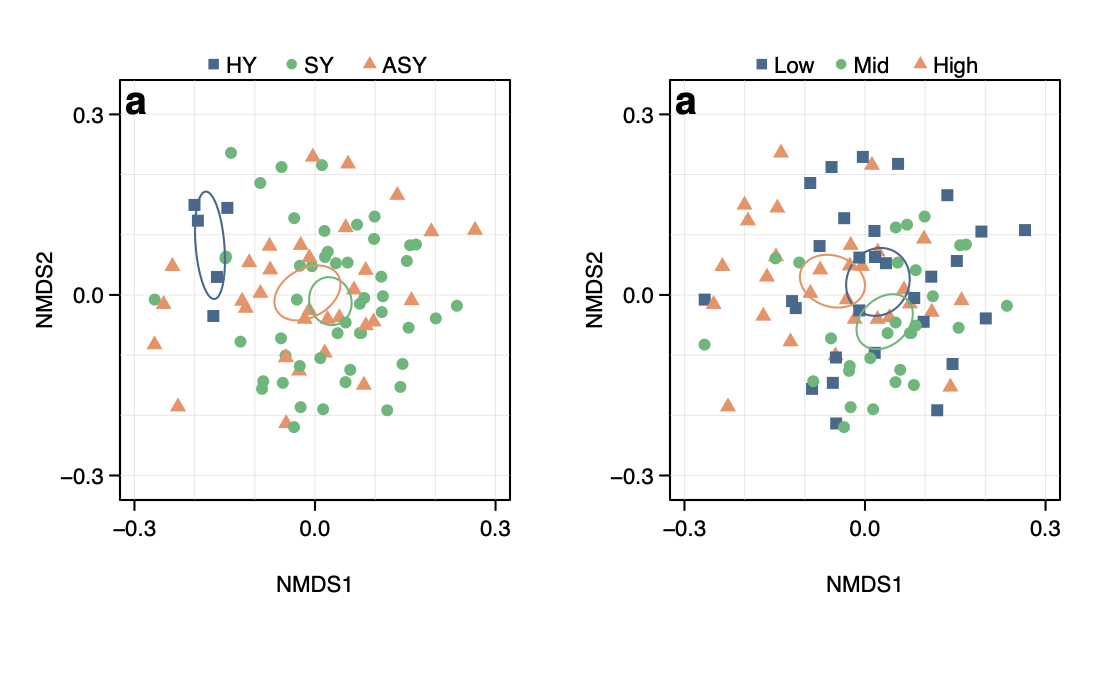 HY SY ASY
a
0.3
0.0
−0.3
−0.3 0.0 0.3
NMDS2
NMDS1
Low Mid High
a
0.3
0.0
−0.3
−0.3 0.0 0.3
NMDS2
NMDS1